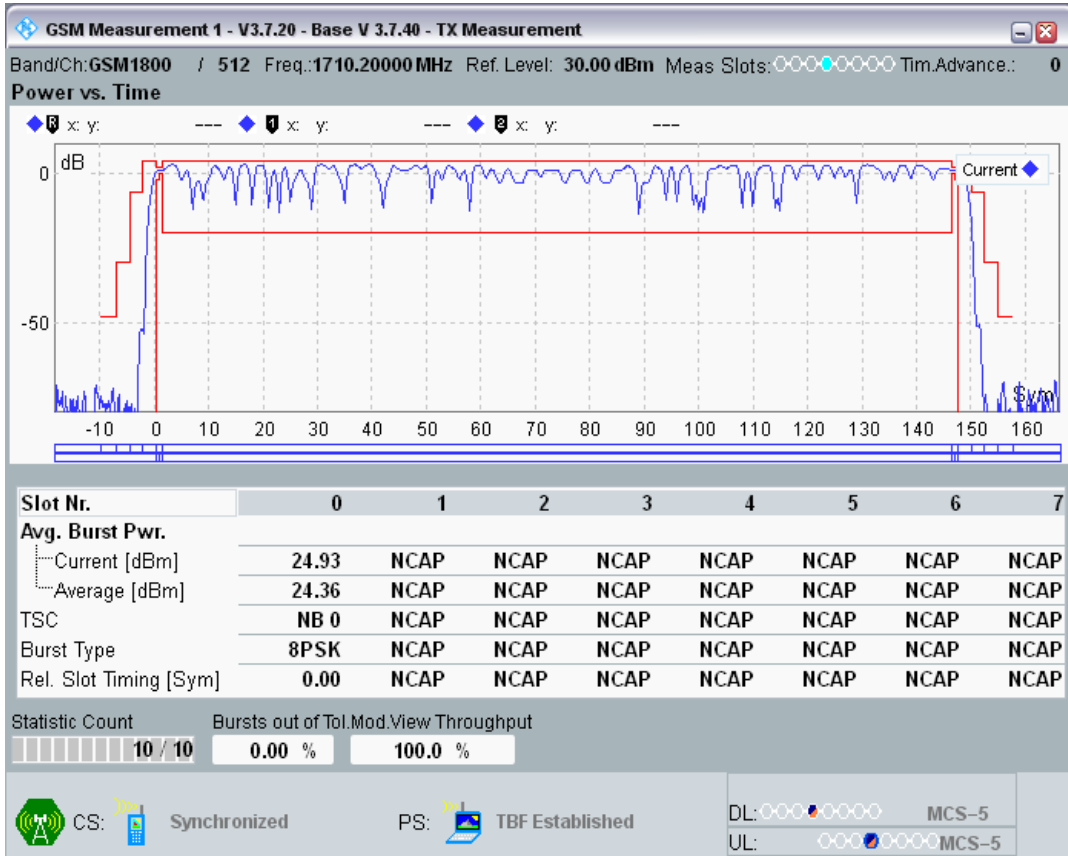 GSM Measurement 1 - V3.7.20 - Base V 3.7.40 - TX Measurement
Band/Ch:GSM1800 / 512 Freq.:1710.20000 MHz Ref. Level: 30.00 dBm Meas Slots: Tim.Advance.: 0
Power vs. Time
R x: y: --- 1 x: y: --- 2 x: y: ---
dB
0
Current
-50
Sym
-10 0 10 20 30 40 50 60 70 80 90 100 110 120 130 140 150 160
Slot Nr. 0 1 2 3 4 5 6 7
Avg. Burst Pwr.
Current [dBm] 24.93 NCAP NCAP NCAP NCAP NCAP NCAP NCAP
Average [dBm] 24.36 NCAP NCAP NCAP NCAP NCAP NCAP NCAP
TSC NB 0 NCAP NCAP NCAP NCAP NCAP NCAP NCAP
Burst Type 8PSK NCAP NCAP NCAP NCAP NCAP NCAP NCAP
Rel. Slot Timing [Sym] 0.00 NCAP NCAP NCAP NCAP NCAP NCAP NCAP
Statistic Count Bursts out of Tol.Mod.View Throughput
10 / 10 0.00 % 100.0 %
CS: Synchronized PS: TBF Established
DL: MCS-5
UL: MCS-5